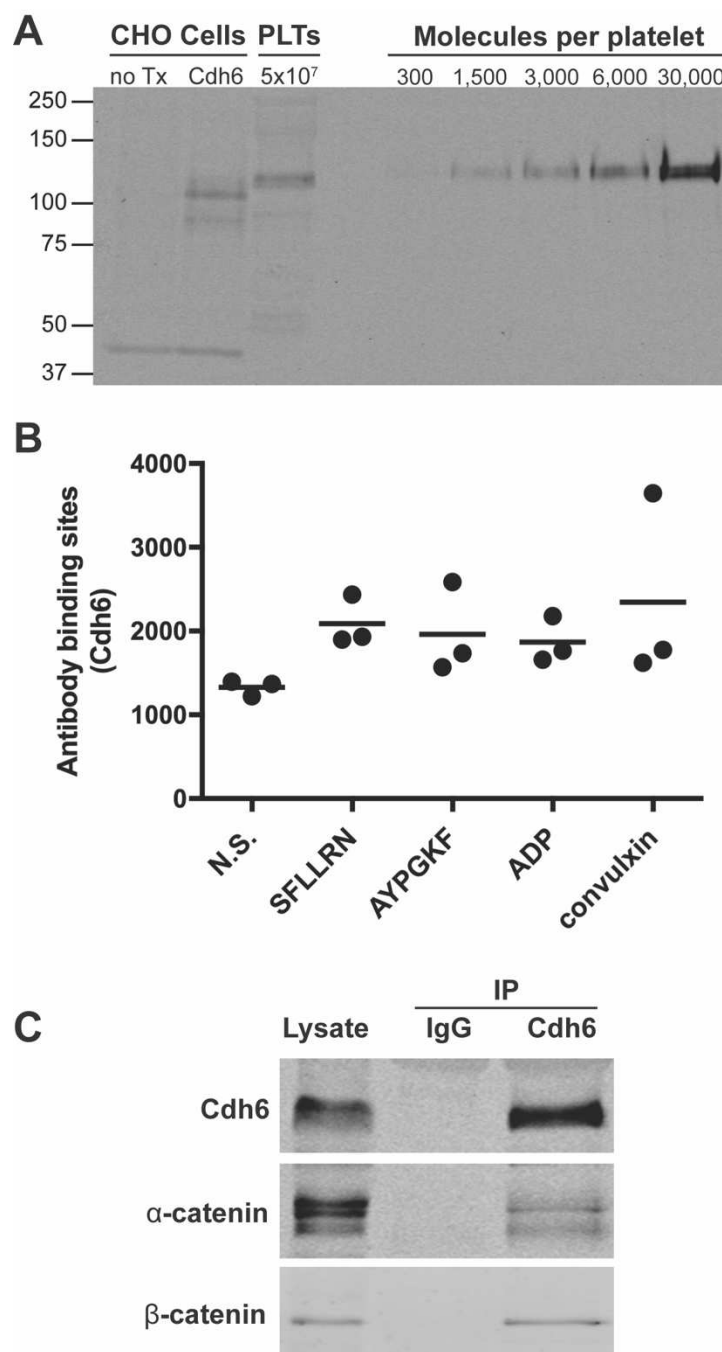 A
CHO Cells PLTs Molecules per platelet
no Tx Cdh6 5x10⁷ 300 1,500 3,000 6,000 30,000
250
150
100
75
50
37
B
Antibody binding sites
(Cdh6)
4000
3000
2000
1000
0
N.S. SFLLRN AYPGKF ADP convulxin
C
IP
Lysate IgG Cdh6
Cdh6
α-catenin
β-catenin